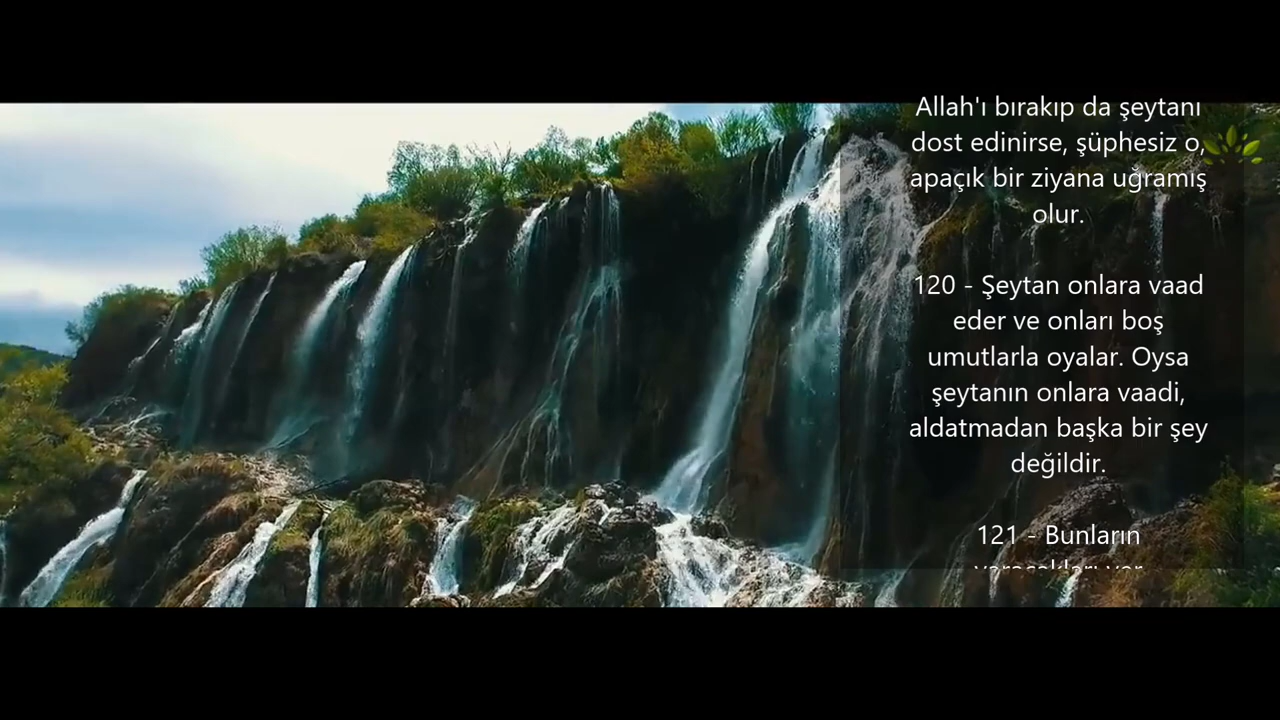 Allah'ı bırakıp da şeytanı
dost edinirse, şüphesiz o,
apaçık bir ziyana uğramış
olur.
120 - Şeytan onlara vaad
eder ve onları boş
umutlarla oyalar. Oysa
şeytanın onlara vaadi,
aldatmadan başka bir şey
değildir.
121 - Bunların